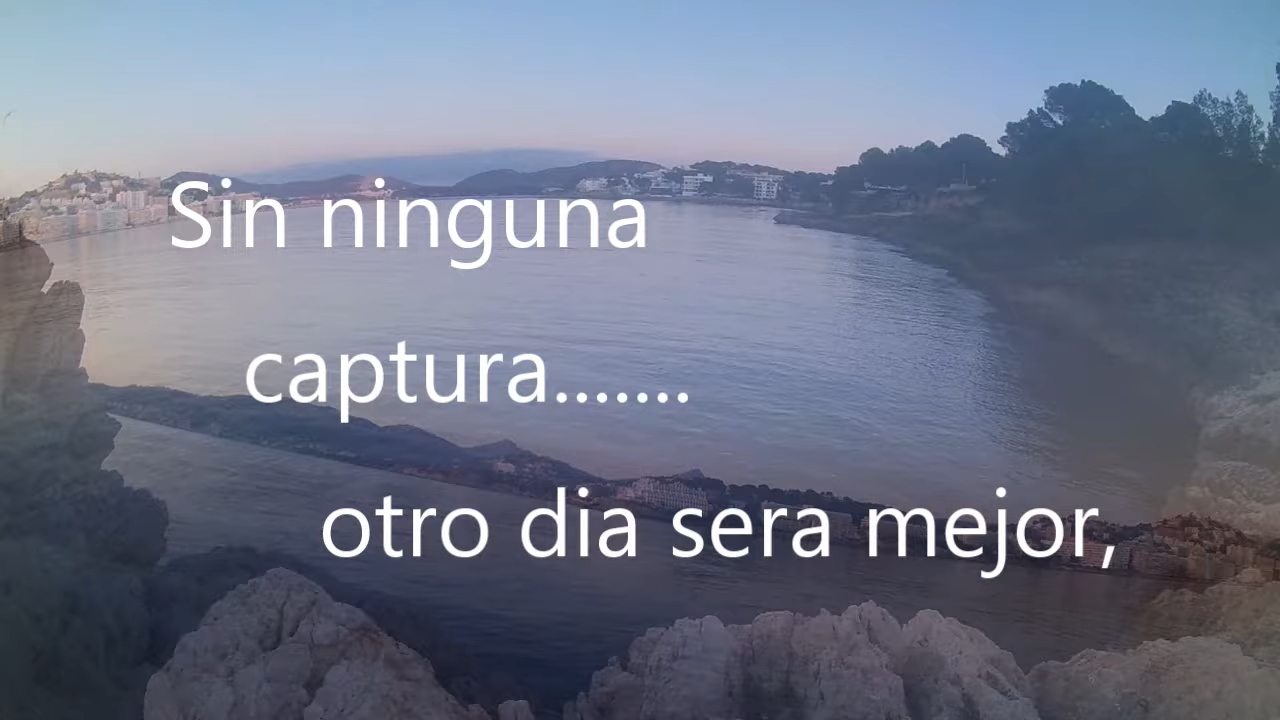 Sin ninguna
captura.......
otro dia sera mejor,